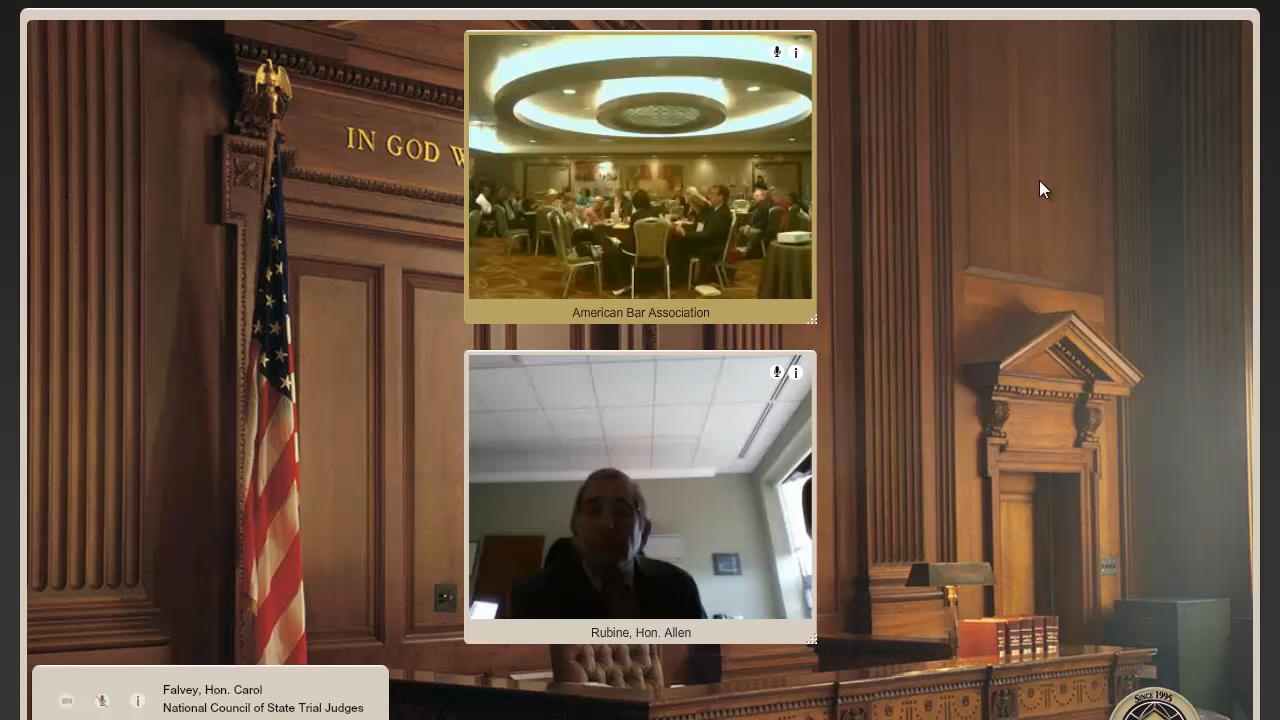 IN GOD W
American Bar Association
Rubine, Hon. Allen
Falvey, Hon. Carol
National Council of State Trial Judges
SINCE 1995